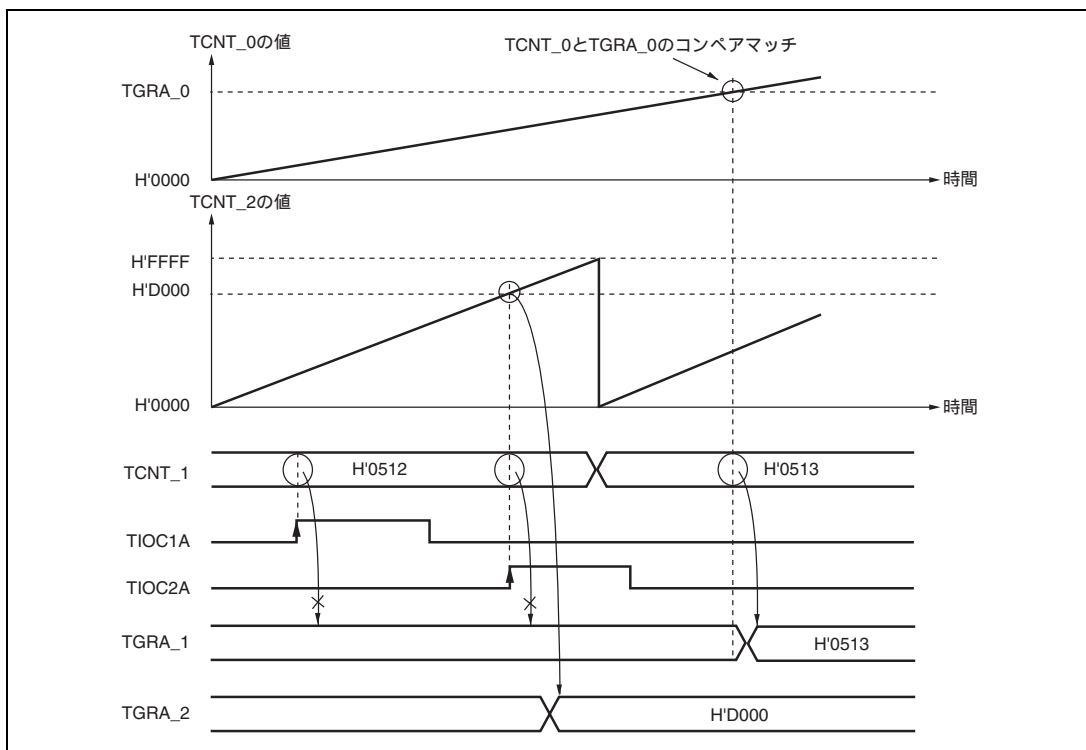 TCNT_0の値
TCNT_0とTGRA_0のコンペアマッチ
TGRA_0
H'0000
時間
TCNT_2の値
H'FFFF
H'D000
H'0000
時間
TCNT_1
H'0512
H'0513
TIOC1A
TIOC2A
TGRA_1
H'0513
TGRA_2
H'D000